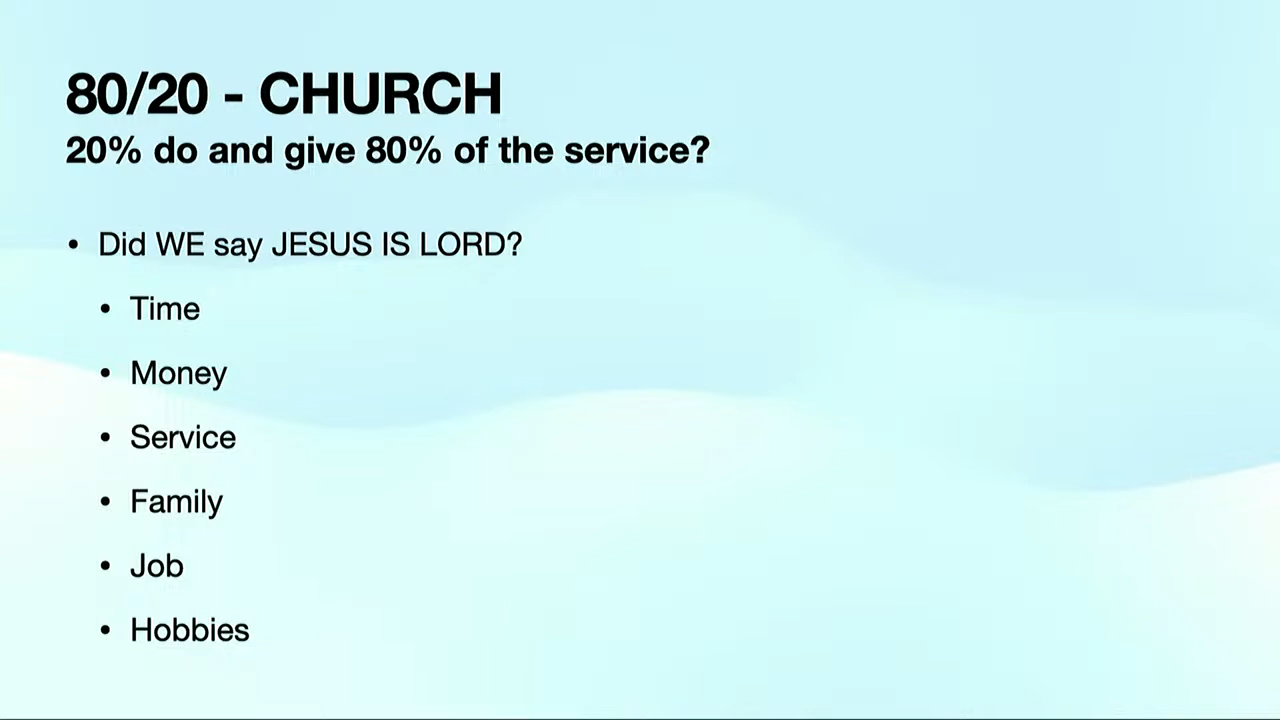 80/20 - CHURCH
20% do and give 80% of the service?
• Did WE say JESUS IS LORD?
• Time
• Money
• Service
• Family
• Job
• Hobbies